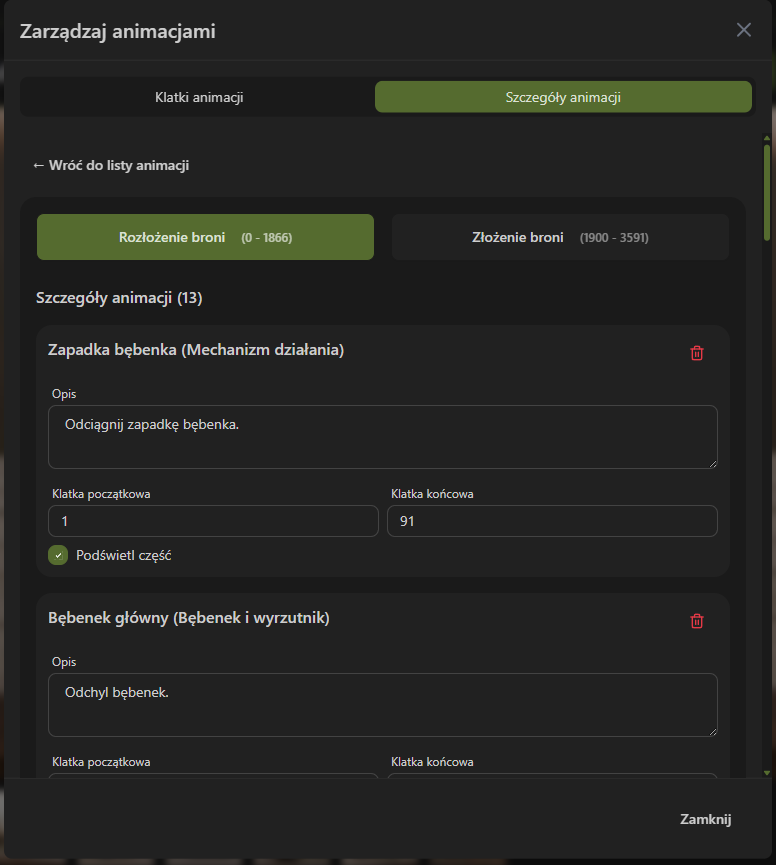 Zarządzaj animacjami
Klatki animacji
Szczegóły animacji
← Wróć do listy animacji
Rozłożenie broni (0 - 1866)
Złożenie broni (1900 - 3591)
Szczegóły animacji (13)
Zapadka bębenka (Mechanizm działania)
Opis
Odciągnij zapadkę bębenka.
Klatka początkowa
Klatka końcowa
1
91
Podświetl część
Bębenek główny (Bębenek i wyrzutnik)
Opis
Odchyl bębenek.
Klatka początkowa
Klatka końcowa
Zamknij